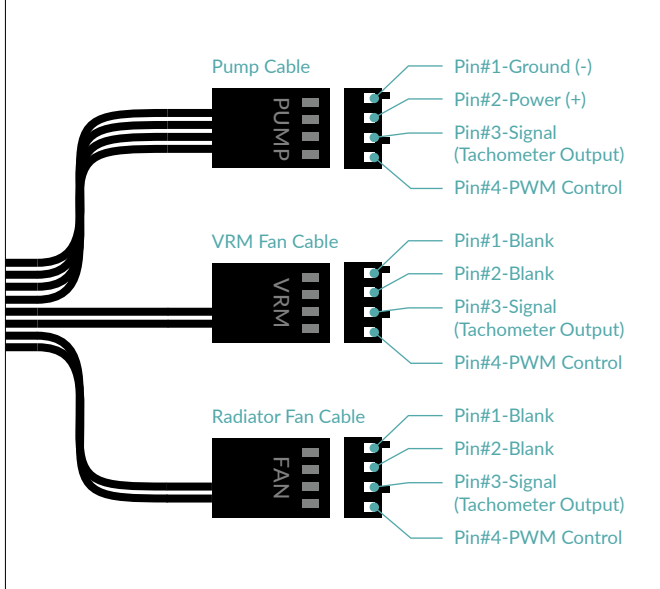 Pump Cable
PUMP
Pin#1-Ground (-)
Pin#2-Power (+)
Pin#3-Signal
(Tachometer Output)
Pin#4-PWM Control
VRM Fan Cable
VRM
Pin#1-Blank
Pin#2-Blank
Pin#3-Signal
(Tachometer Output)
Pin#4-PWM Control
Radiator Fan Cable
FAN
Pin#1-Blank
Pin#2-Blank
Pin#3-Signal
(Tachometer Output)
Pin#4-PWM Control